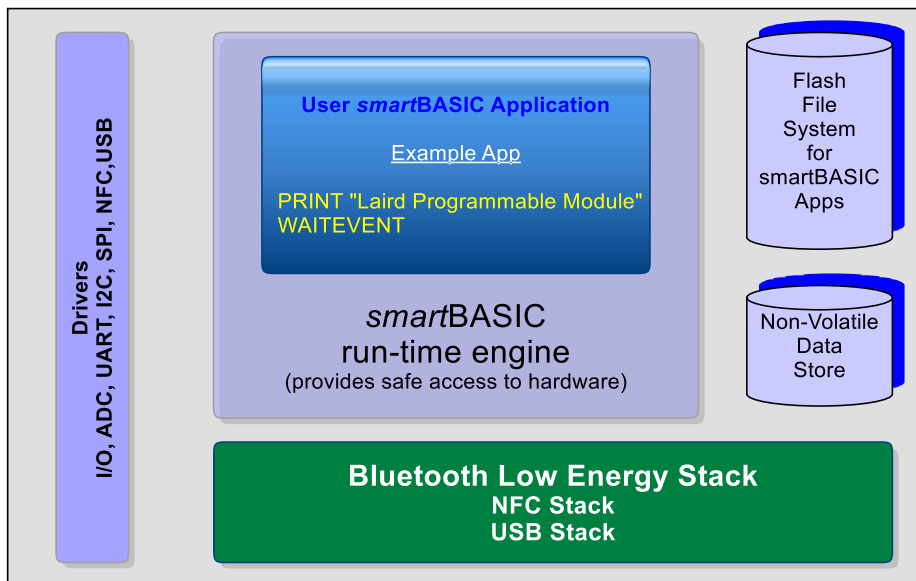 Drivers
I/O, ADC, UART, I2C, SPI, NFC,USB
User smartBASIC Application
Example App
PRINT "Laird Programmable Module"
WAITEVENT
smartBASIC
run-time engine
(provides safe access to hardware)
Flash
File
System
for
smartBASIC
Apps
Non-Volatile
Data
Store
Bluetooth Low Energy Stack
NFC Stack
USB Stack